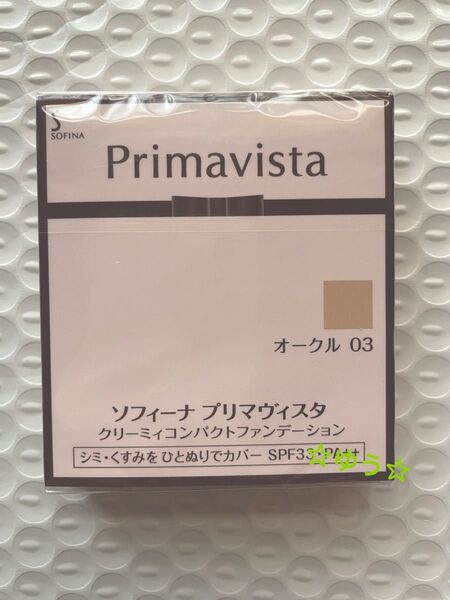 SOFINA
Primavista
オークル 03
ソフィーナ プリマヴィスタ
クリーミィコンパクトファンデーション
シミ・くすみを ひとぬりでカバー SPF33 PA++
☆ゆう☆